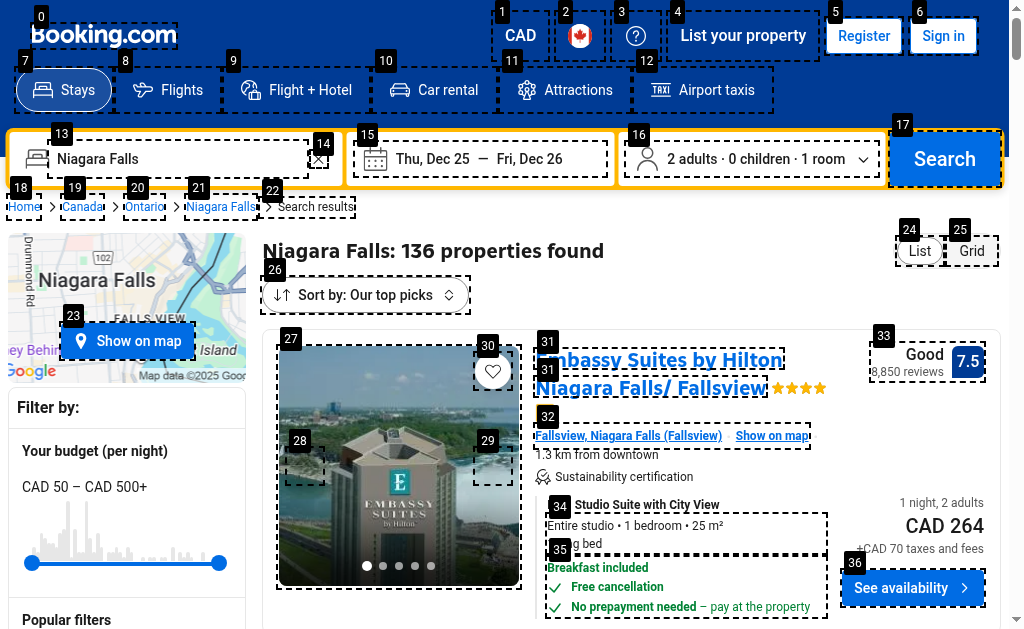 0
1
2
3
4
5
6
Booking.com
CAD
List your property
Register
Sign in
7
8
9
10
11
12
Stays
Flights
Flight + Hotel
Car rental
Attractions
Airport taxis
13
14
15
16
17
Niagara Falls
Thu, Dec 25 — Fri, Dec 26
2 adults · 0 children · 1 room
Search
18
19
20
21
22
Home
Canada
Ontario
Niagara Falls
Search results
Drummond Rd
102
Niagara Falls
FALLSVIEW
23
Show on map
ey Behin
Island
Google
Map data ©2025 Goog
Filter by:
Your budget (per night)
CAD 50 – CAD 500+
Popular filters
Niagara Falls: 136 properties found
24
25
List
Grid
26
Sort by: Our top picks
27
28
29
30
E
EMBASSY
SUITES
by Hilton
31
Embassy Suites by Hilton
31
Niagara Falls/ Fallsview
32
Fallsview, Niagara Falls (Fallsview)
Show on map
1.3 km from downtown
Sustainability certification
33
Good
8,850 reviews
7.5
34
Studio Suite with City View
Entire studio • 1 bedroom • 25 m²
35
bed
Breakfast included
Free cancellation
No prepayment needed – pay at the property
1 night, 2 adults
CAD 264
+CAD 70 taxes and fees
36
See availability